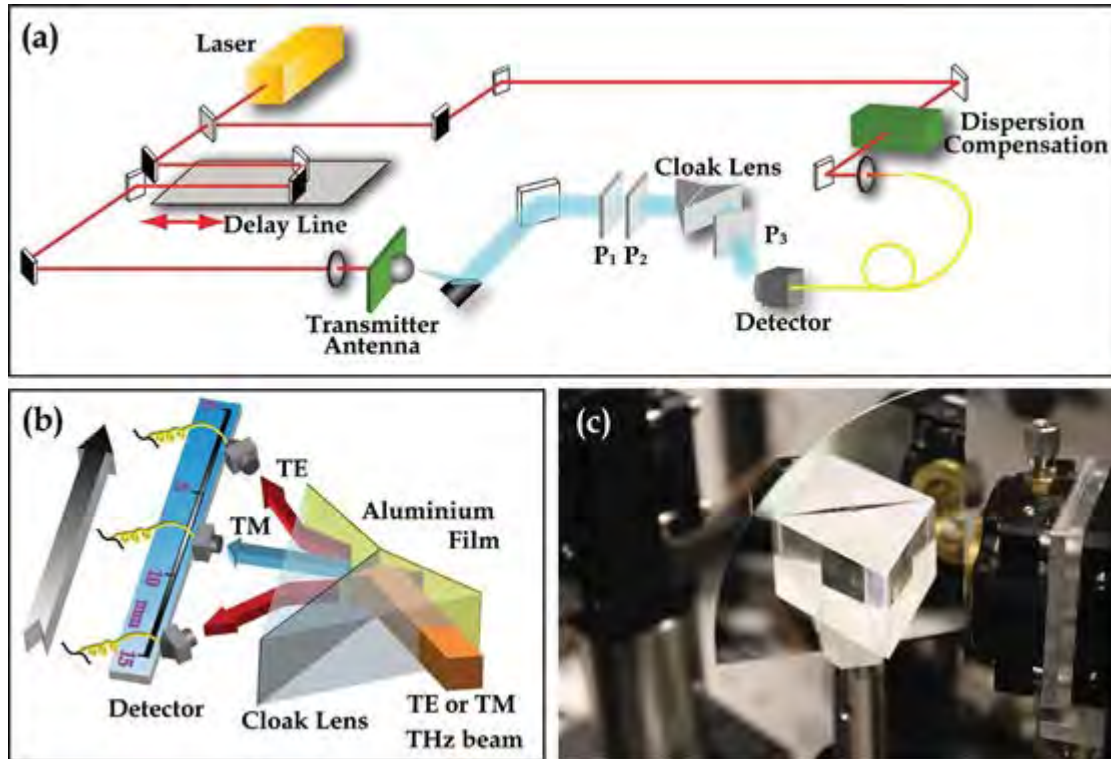 (a)
Laser
Delay Line
Transmitter
Antenna
P₁ P₂
Cloak Lens
P₃
Detector
Dispersion
Compensation
(b)
TE
TM
Aluminium
Film
5
10
mm
15
Detector
Cloak Lens
TE or TM
THz beam
(c)